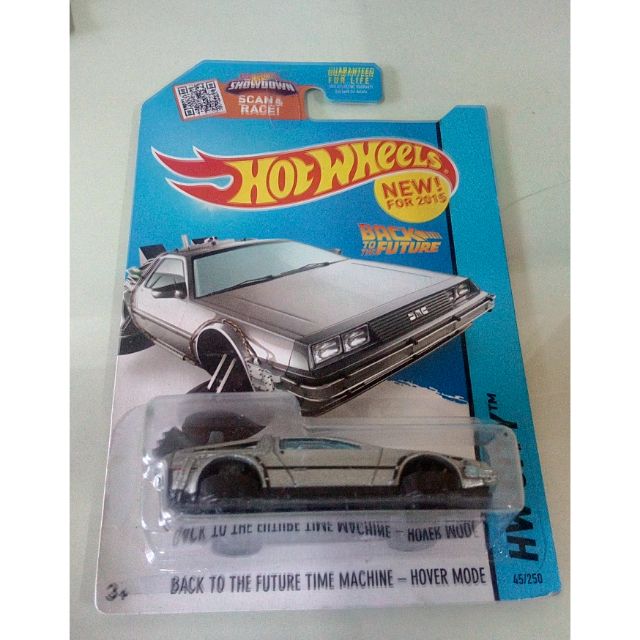 SHOWDOWN
SCAN &
RACE!
GUARANTEED
FOR LIFE
HOT WHEELS
NEW!
FOR 2015
BACK
TO THE FUTURE
DMC
BACK TO THE FUTURE TIME MACHINE – HOVER MODE
3+
BACK TO THE FUTURE TIME MACHINE – HOVER MODE
HW
45/250